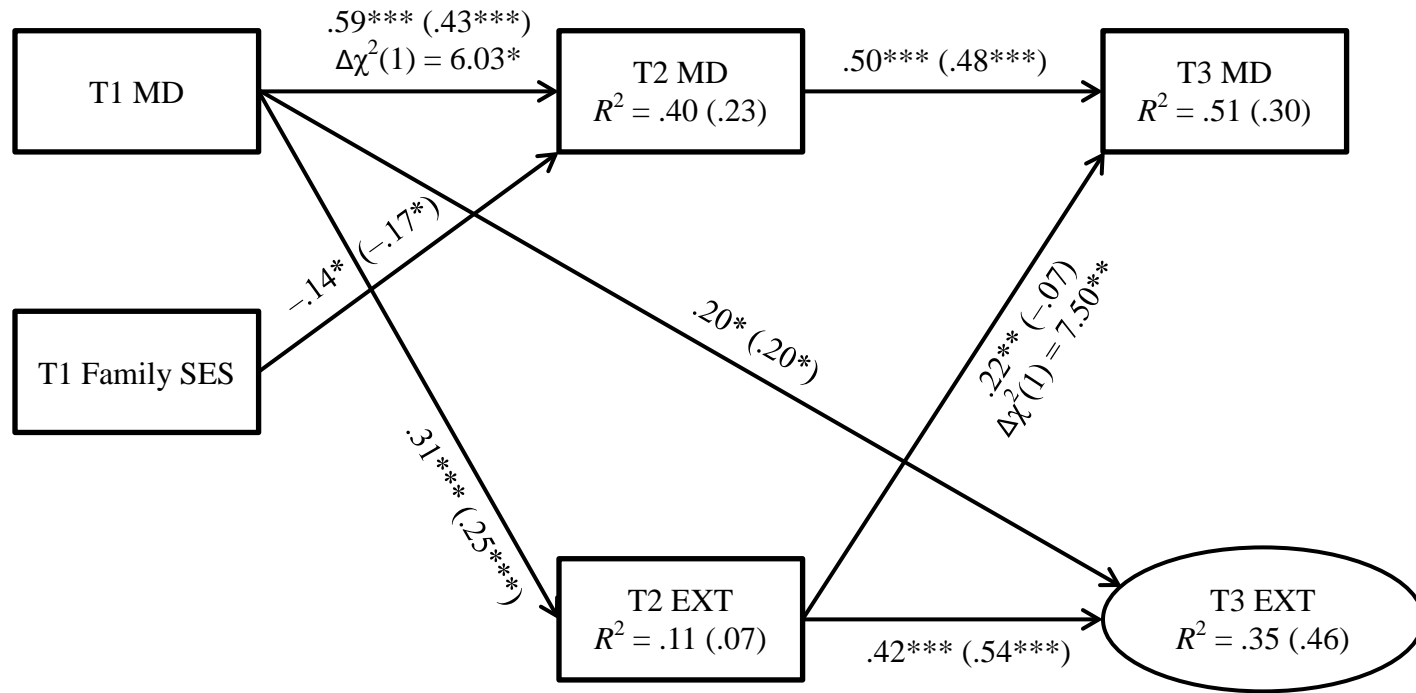 .59*** (.43***)
Δχ²(1) = 6.03*
T1 MD
T2 MD
R² = .40 (.23)
.50*** (.48***)
T3 MD
R² = .51 (.30)
−.14* (−.17*)
T1 Family SES
.20* (.20*)
.22** (−.07)
Δχ²(1) = 7.50**
.31*** (.25***)
T2 EXT
R² = .11 (.07)
.42*** (.54***)
T3 EXT
R² = .35 (.46)